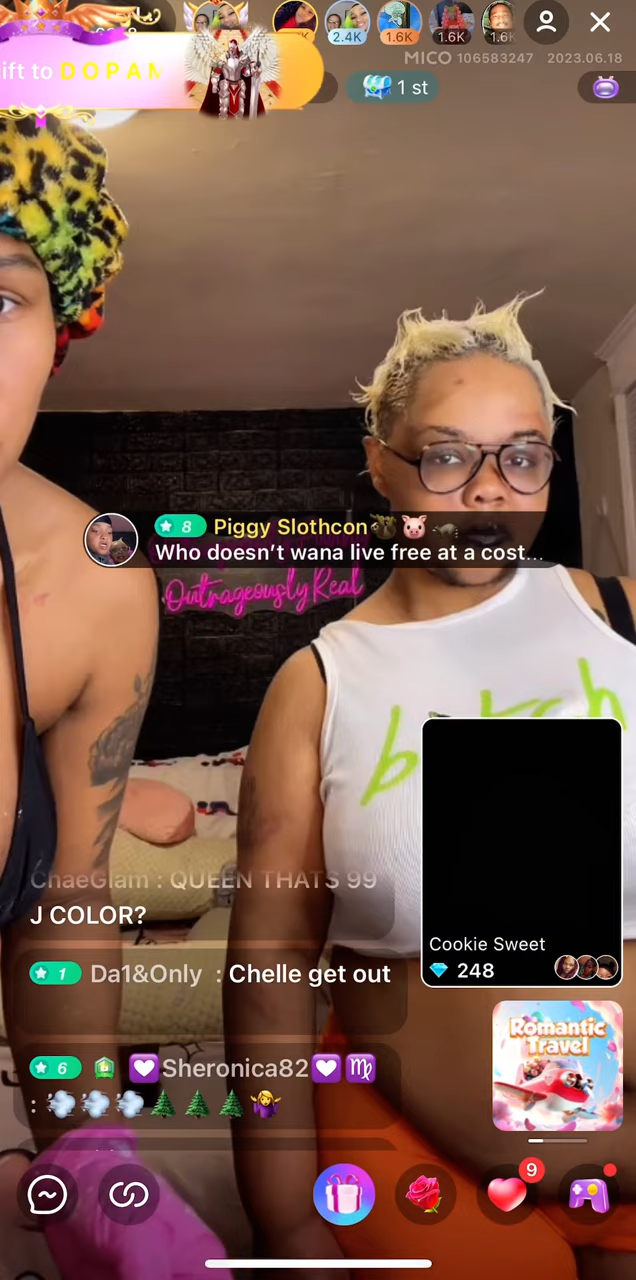 ift to DOPAM
2.4K
1.6K
1.6K
1.6K
MICO 106583247 2023.06.18
1 st
8 Piggy Slothcon
Who doesn't wana live free at a cost...
OutrageouslyReal
ChaeGlam : QUEEN THATS 99
J COLOR?
1 Da1&Only : Chelle get out
6 Sheronica82
:
Cookie Sweet
248
Romantic
Travel
9